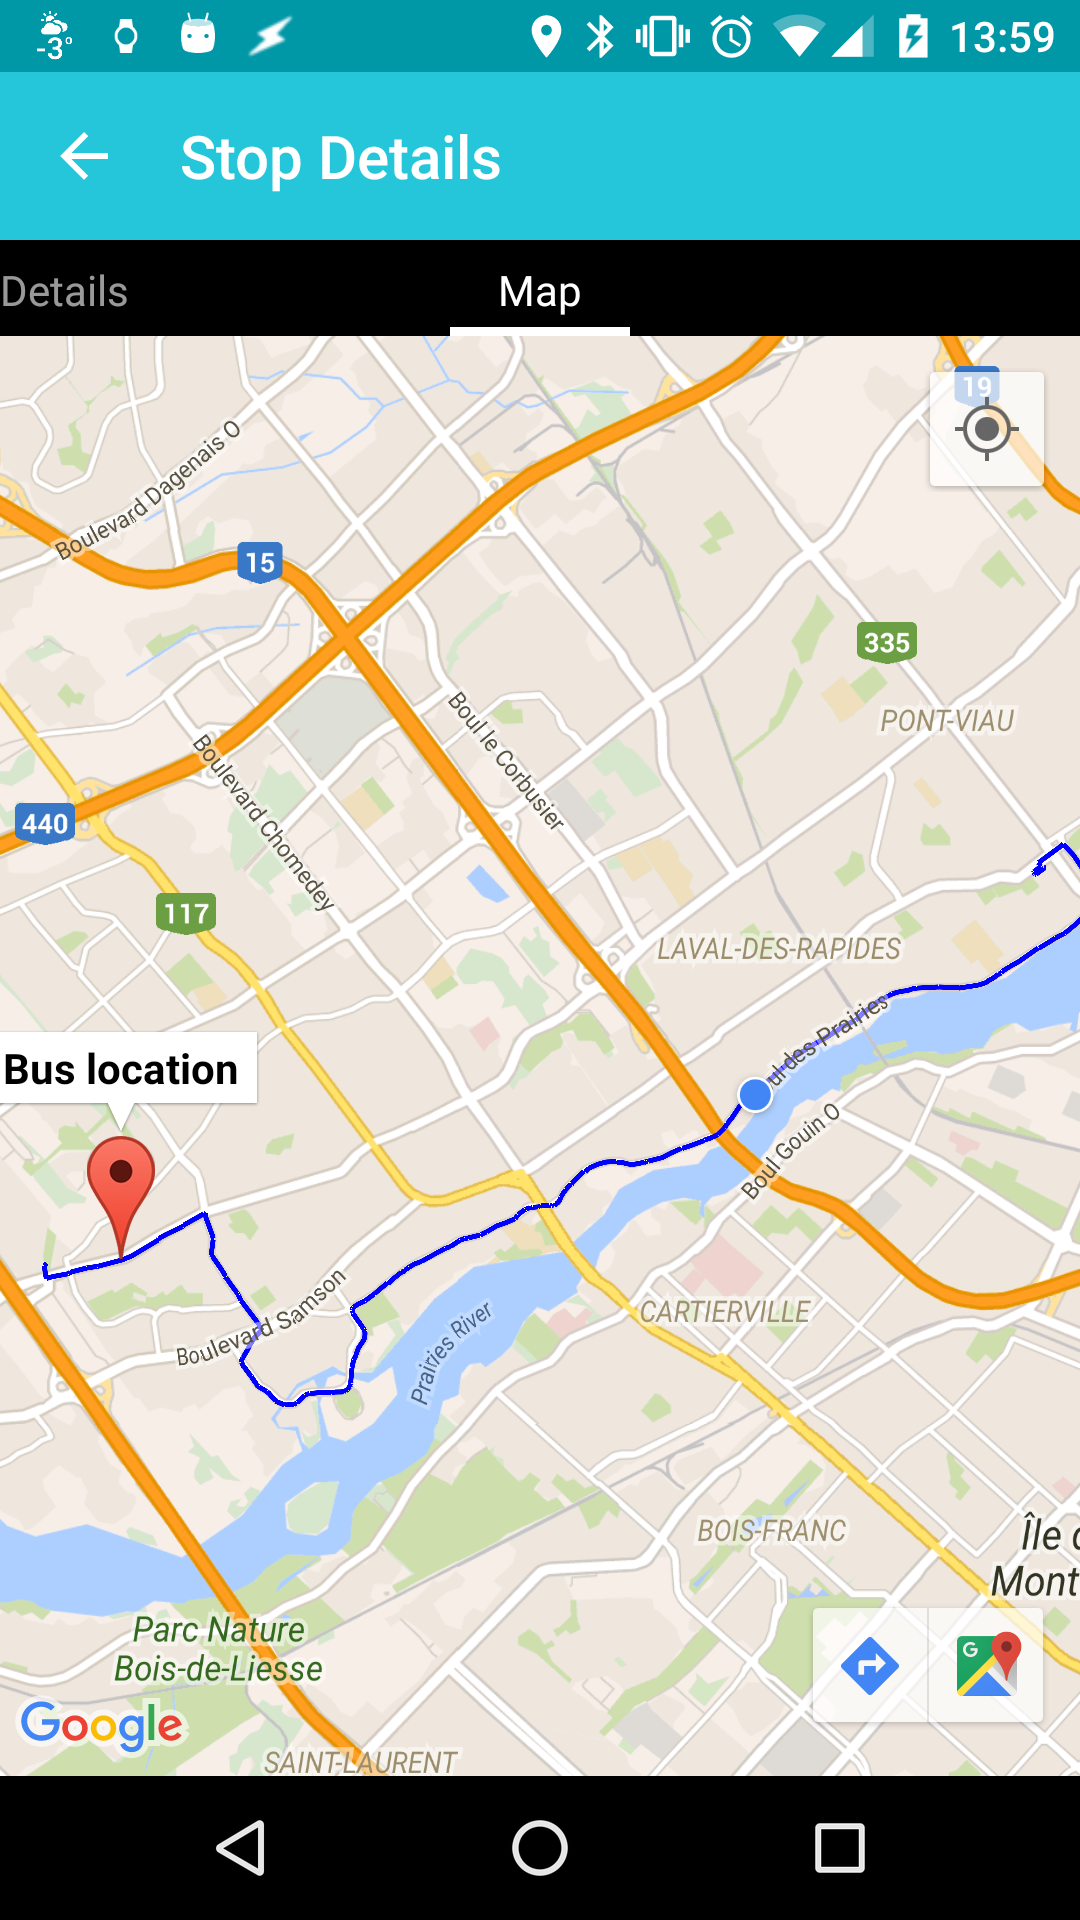 -3°
13:59
Stop Details
Details
Map
19
Boulevard Dagenais O
15
335
PONT-VIAU
Boul le Corbusier
Boulevard Chomedey
440
117
LAVAL-DES-RAPIDES
ul des Prairies
Bus location
Boul Gouin O
Boulevard Samson
Prairies River
CARTIERVILLE
BOIS-FRANC
Île d
Mont
Parc Nature
Bois-de-Liesse
G
Google
SAINT-LAURENT